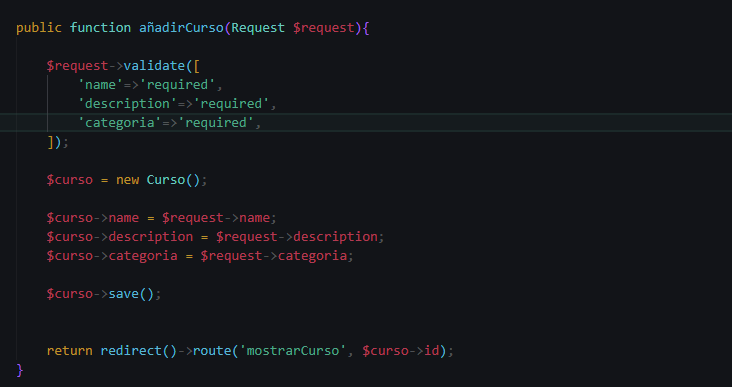 public function añadirCurso(Request $request){
$request->validate([
'name'=>'required',
'description'=>'required',
'categoria'=>'required',
]);
$curso = new Curso();
$curso->name = $request->name;
$curso->description = $request->description;
$curso->categoria = $request->categoria;
$curso->save();
return redirect()->route('mostrarCurso', $curso->id);
}